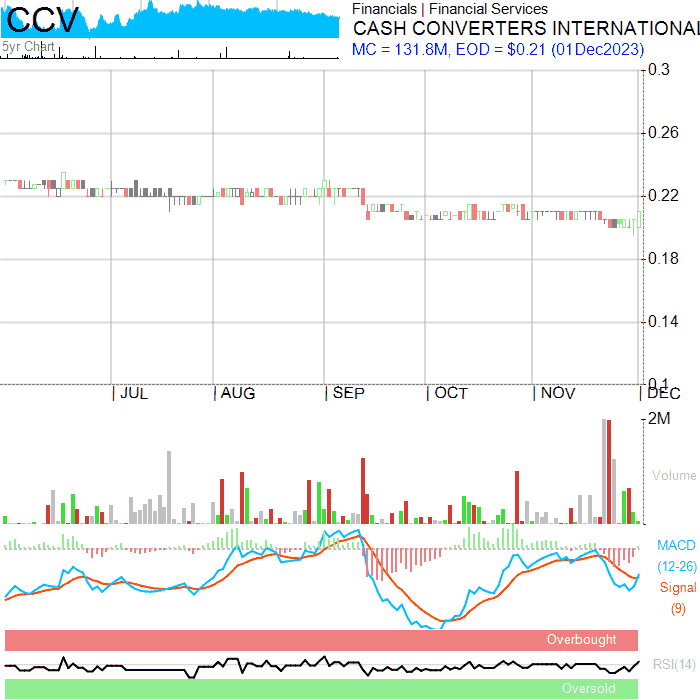 CCV
5yr Chart
Financials | Financial Services
CASH CONVERTERS INTERNATIONAL
MC = 131.8M, EOD = $0.21 (01Dec2023)
0.3
0.26
0.22
0.18
0.14
0.1
JUL AUG SEP OCT NOV DEC
2M
Volume
MACD
(12-26)
Signal
(9)
Overbought
RSI(14)
Oversold